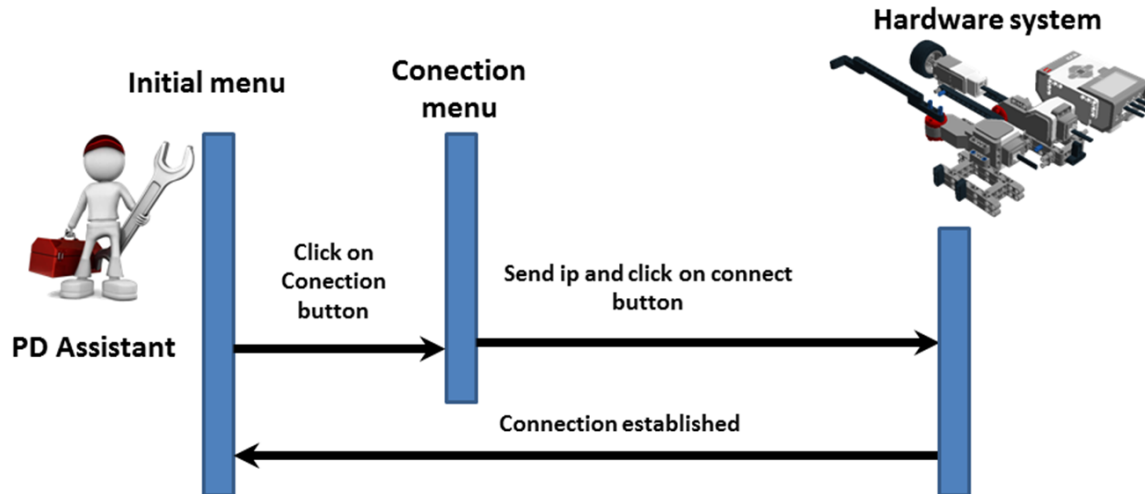 Hardware system
Initial menu
Conection
menu
Click on
Conection
button
Send ip and click on connect
button
PD Assistant
Connection established